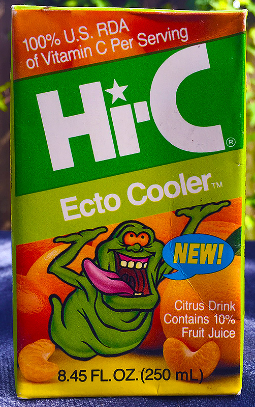 100% U.S. RDA
of Vitamin C Per Serving
Hi-C®
Ecto Cooler™
NEW!
Citrus Drink
Contains 10%
Fruit Juice
8.45 FL.OZ.(250 mL)